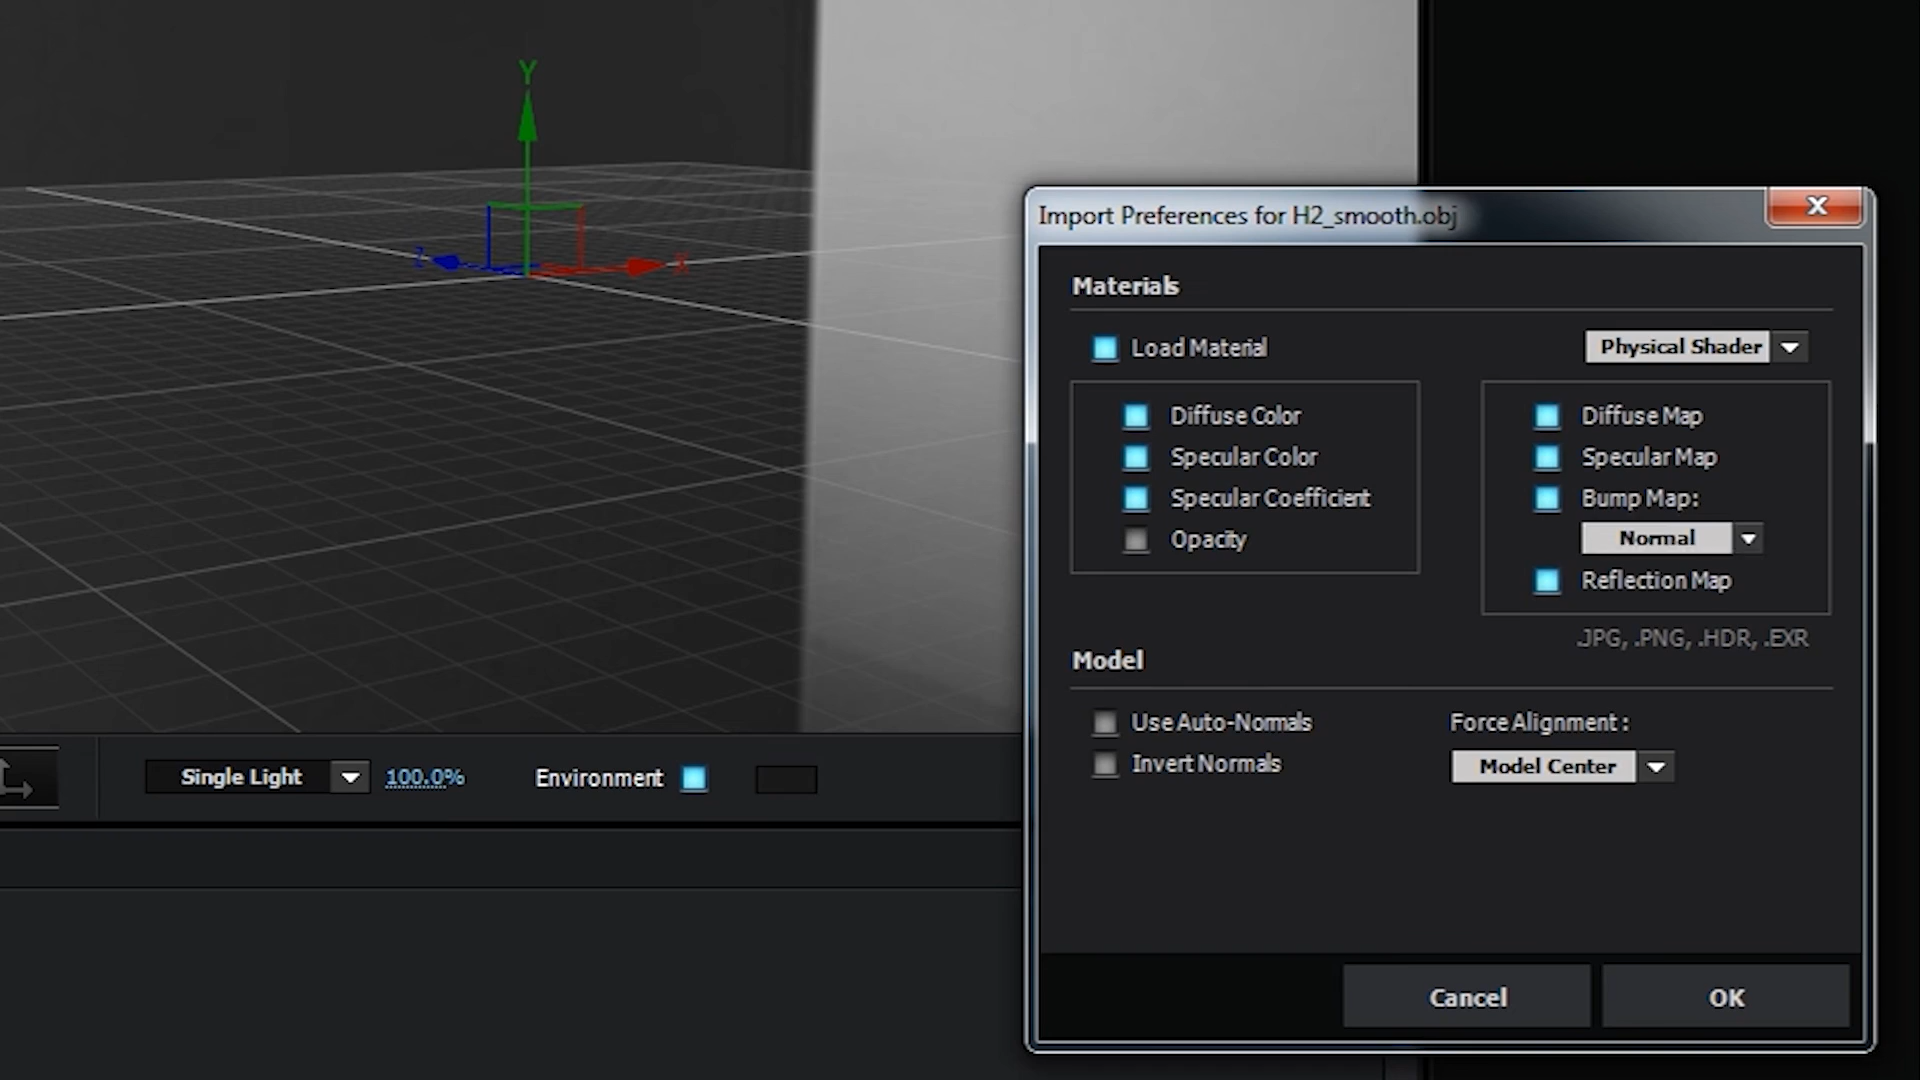 Y
Z
X
Import Preferences for H2_smooth.obj
Materials
Load Material
Physical Shader
Diffuse Color
Specular Color
Specular Coefficient
Opacity
Diffuse Map
Specular Map
Bump Map:
Normal
Reflection Map
.JPG, .PNG, .HDR, .EXR
Model
Use Auto-Normals
Invert Normals
Force Alignment :
Model Center
Single Light
100.0%
Environment
Cancel
OK